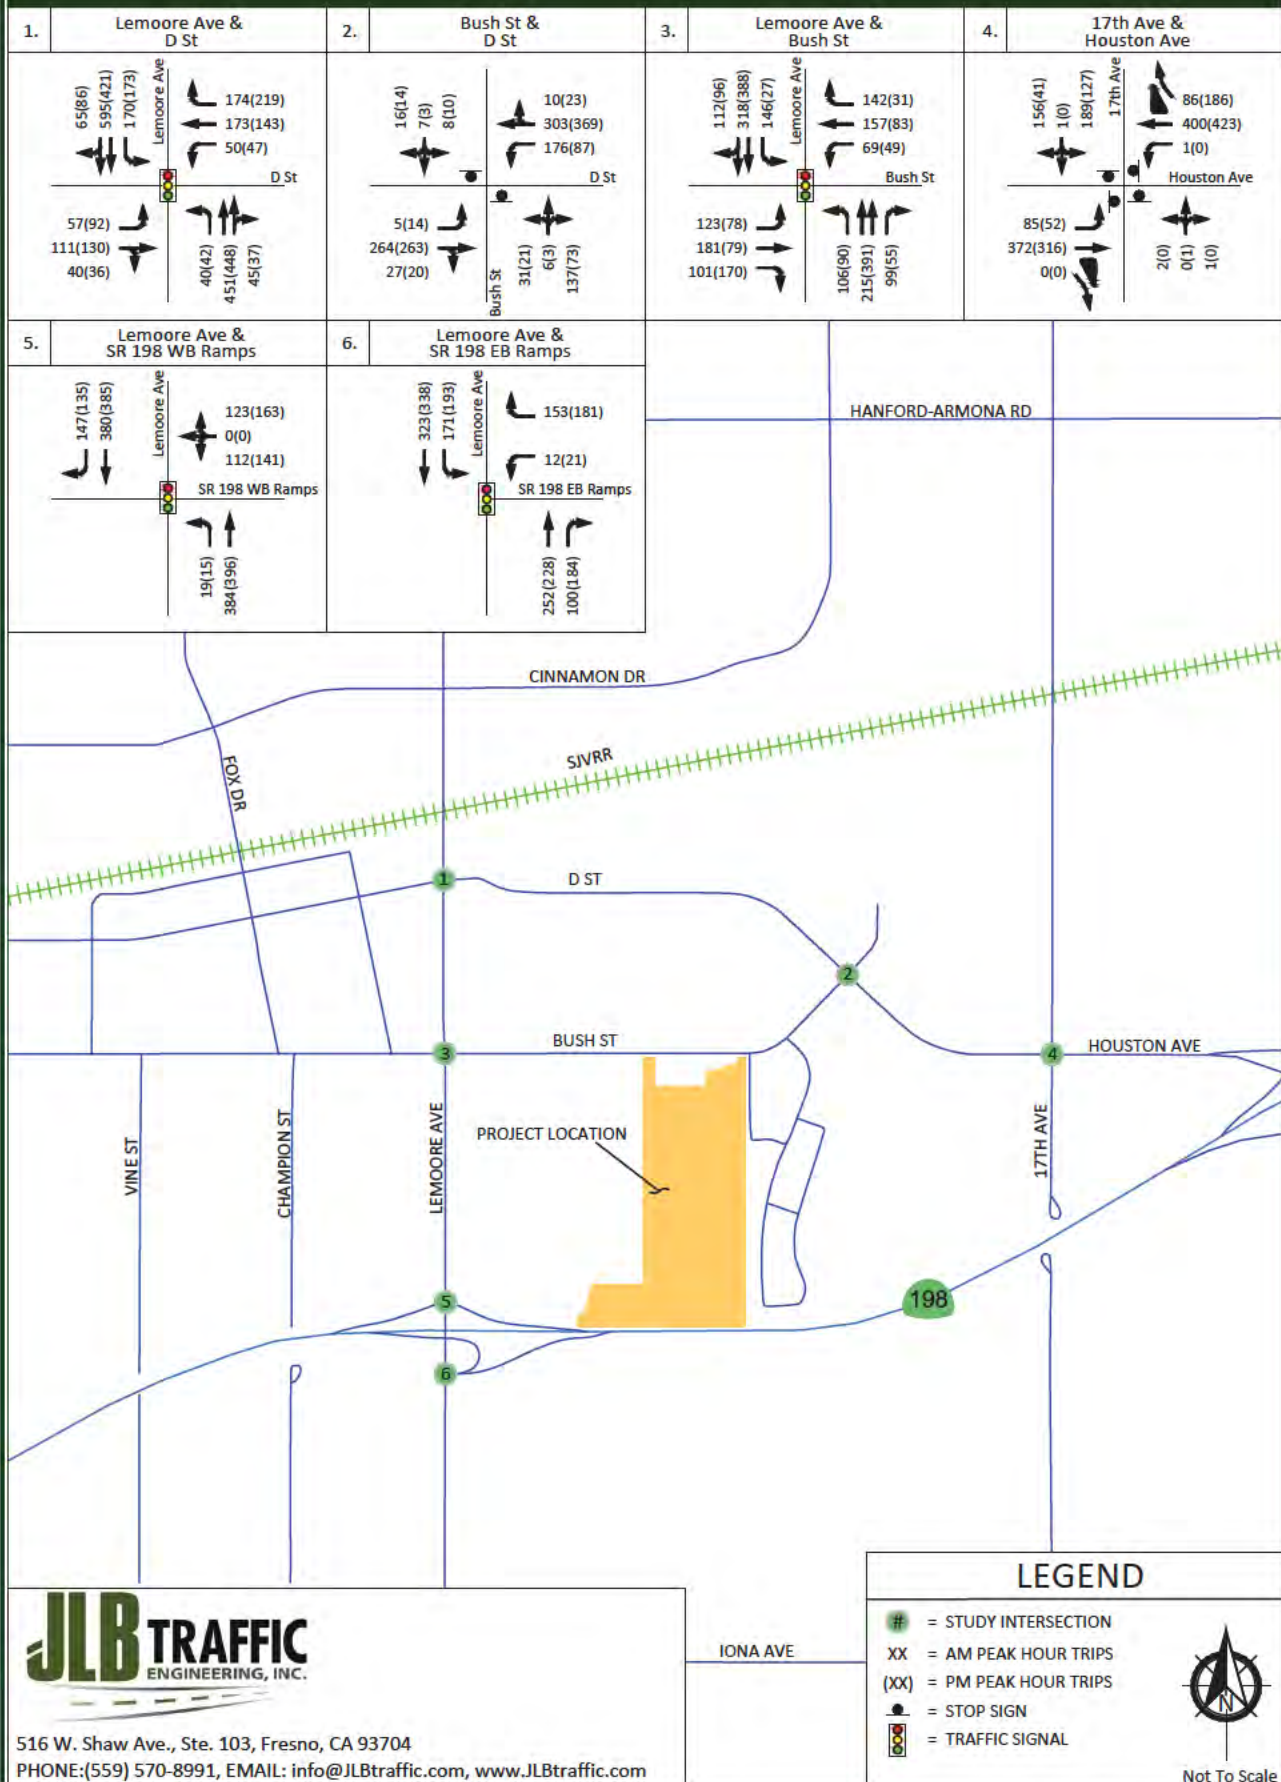 1.
Lemoore Ave &
D St
65(86)
595(421)
170(173)
Lemoore Ave
174(219)
173(143)
50(47)
D St
57(92)
111(130)
40(36)
40(42)
451(448)
45(37)
2.
Bush St &
D St
16(14)
7(3)
8(10)
10(23)
303(369)
176(87)
D St
5(14)
264(263)
27(20)
Bush St
31(21)
6(3)
137(73)
3.
Lemoore Ave &
Bush St
112(96)
318(388)
146(27)
Lemoore Ave
142(31)
157(83)
69(49)
Bush St
123(78)
181(79)
101(170)
106(90)
215(391)
99(55)
4.
17th Ave &
Houston Ave
156(41)
1(0)
189(127)
17th Ave
86(186)
400(423)
1(0)
Houston Ave
85(52)
372(316)
0(0)
2(0)
0(1)
1(0)
5.
Lemoore Ave &
SR 198 WB Ramps
147(135)
380(385)
Lemoore Ave
123(163)
0(0)
112(141)
SR 198 WB Ramps
19(15)
384(396)
6.
Lemoore Ave &
SR 198 EB Ramps
323(338)
171(193)
Lemoore Ave
153(181)
12(21)
SR 198 EB Ramps
252(228)
100(184)
HANFORD-ARMONA RD
CINNAMON DR
SJVRR
FOX DR
1
D ST
2
3
BUSH ST
4
HOUSTON AVE
PROJECT LOCATION
VINE ST
CHAMPION ST
LEMOORE AVE
17TH AVE
5
198
6
IONA AVE
JLB TRAFFIC
ENGINEERING, INC.
516 W. Shaw Ave., Ste. 103, Fresno, CA 93704
PHONE:(559) 570-8991, EMAIL: info@JLBtraffic.com, www.JLBtraffic.com
LEGEND
# = STUDY INTERSECTION
XX = AM PEAK HOUR TRIPS
(XX) = PM PEAK HOUR TRIPS
= STOP SIGN
= TRAFFIC SIGNAL
N
Not To Scale